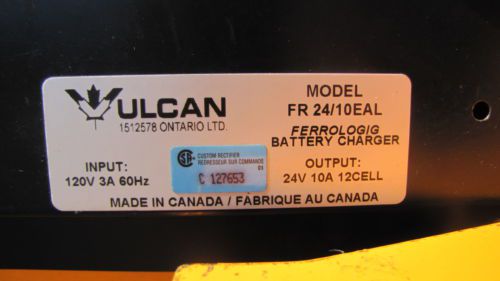 VULCAN
1512578 ONTARIO LTD.
MODEL
FR 24/10EAL
FERROLOGIG
BATTERY CHARGER
INPUT:
120V 3A 60Hz
CUSTOM RECTIFIER
REDRESSEUR SUR COMMANDE
01
C 127653
OUTPUT:
24V 10A 12CELL
MADE IN CANADA / FABRIQUE AU CANADA